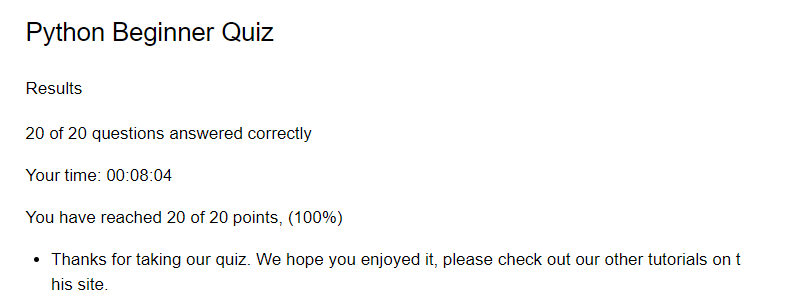 Python Beginner Quiz
Results
20 of 20 questions answered correctly
Your time: 00:08:04
You have reached 20 of 20 points, (100%)
• Thanks for taking our quiz. We hope you enjoyed it, please check out our other tutorials on t
his site.